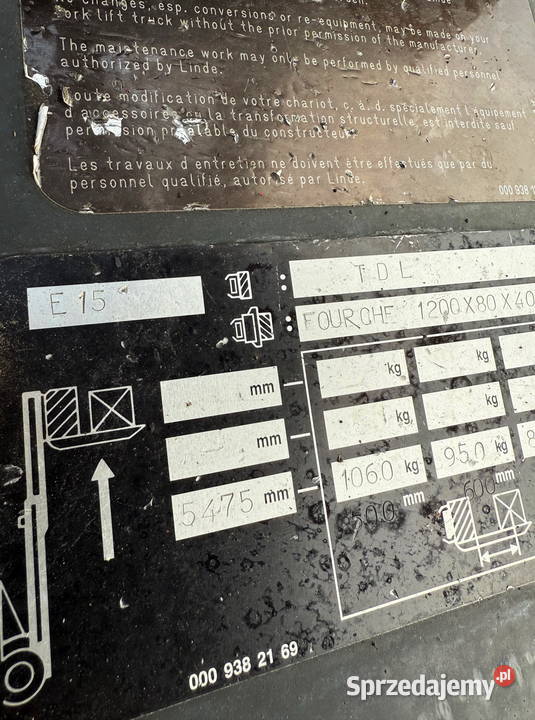 changes, esp. conversions or re-equipment, may be made on your
ork lift truck without the prior permission of the manufacturer.
The maintenance work may only be performed by qualified personnel
authorized by Linde.
Toute modification de votre chariot, c. à. d. spécialement l'équipement
d'accessoires ou la transformation structurelle, est interdite sauf
permission préalable du constructeur.
Les travaux d'entretien ne doivent être effectués que par du
personnel qualifié, autorisé par Linde.
000 938 1
TDL
E 15
FOURCHE 1200X80X40
mm kg kg
mm kg kg
5475 mm 1060 kg 950 kg 8
500 mm 600 mm
000 938 21 69
Sprzedajemy.pl